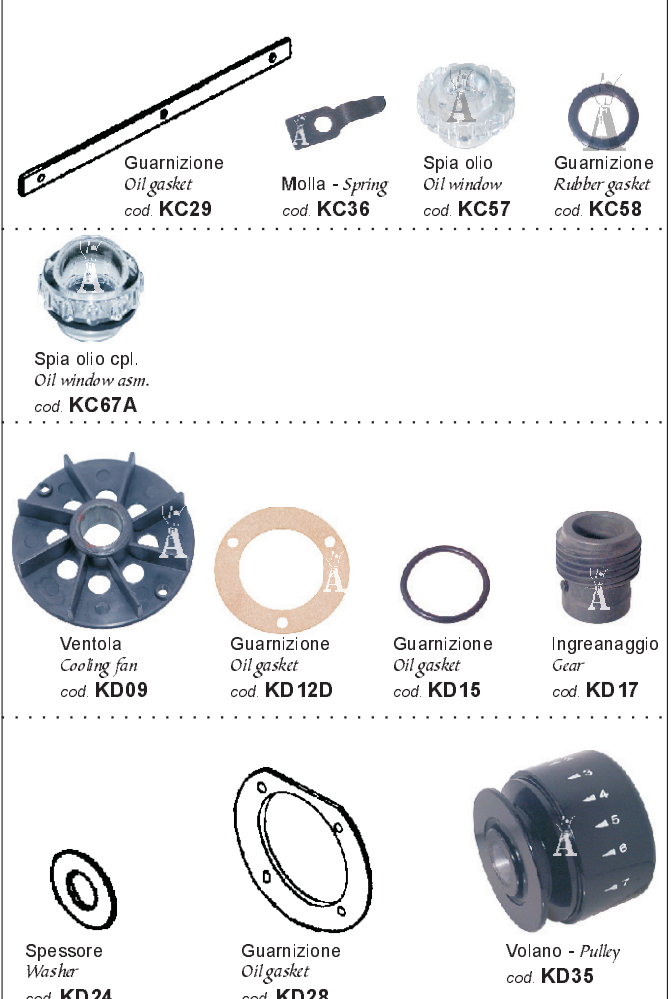 Guarnizione
Oil gasket
cod. KC29
Molla - Spring
cod. KC36
Spia olio
Oil window
cod. KC57
Guarnizione
Rubber gasket
cod. KC58
Spia olio cpl.
Oil window asm.
cod. KC67A
Ventola
Cooling fan
cod. KD09
Guarnizione
Oil gasket
cod. KD12D
Guarnizione
Oil gasket
cod. KD15
Ingreanaggio
Gear
cod. KD17
3
4
5
6
7
Spessore
Washer
cod. KD24
Guarnizione
Oil gasket
cod. KD28
Volano - Pulley
cod. KD35